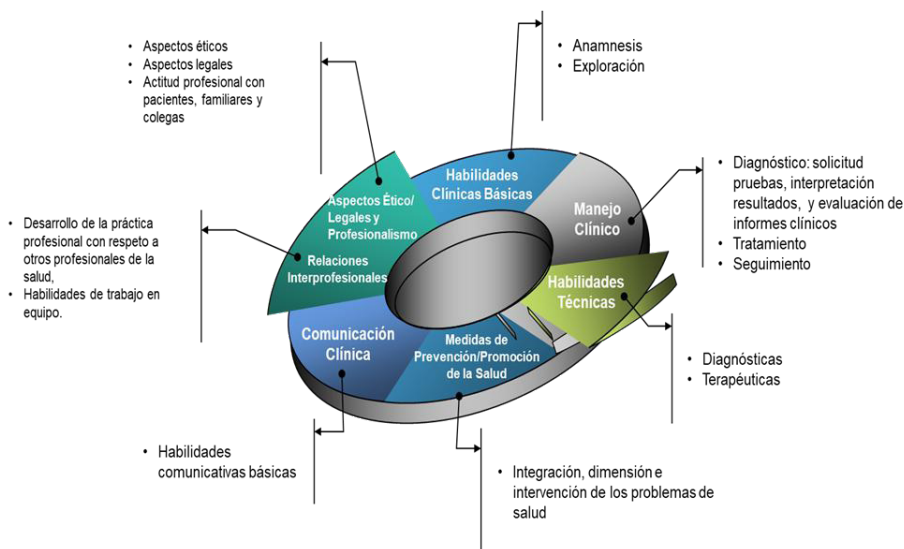 • Aspectos éticos
• Aspectos legales
• Actitud profesional con
pacientes, familiares y
colegas
• Anamnesis
• Exploración
Habilidades
Clínicas Básicas
Aspectos Ético/
Legales y
Profesionalismo
Relaciones
Interprofesionales
Manejo
Clínico
• Diagnóstico: solicitud
pruebas, interpretación
resultados, y evaluación de
informes clínicos
• Tratamiento
• Seguimiento
• Desarrollo de la práctica
profesional con respeto a
otros profesionales de la
salud,
• Habilidades de trabajo en
equipo.
Habilidades
Técnicas
Comunicación
Clínica
Medidas de
Prevención/Promoción
de la Salud
• Diagnósticas
• Terapéuticas
• Habilidades
comunicativas básicas
• Integración, dimensión e
intervención de los problemas de
salud